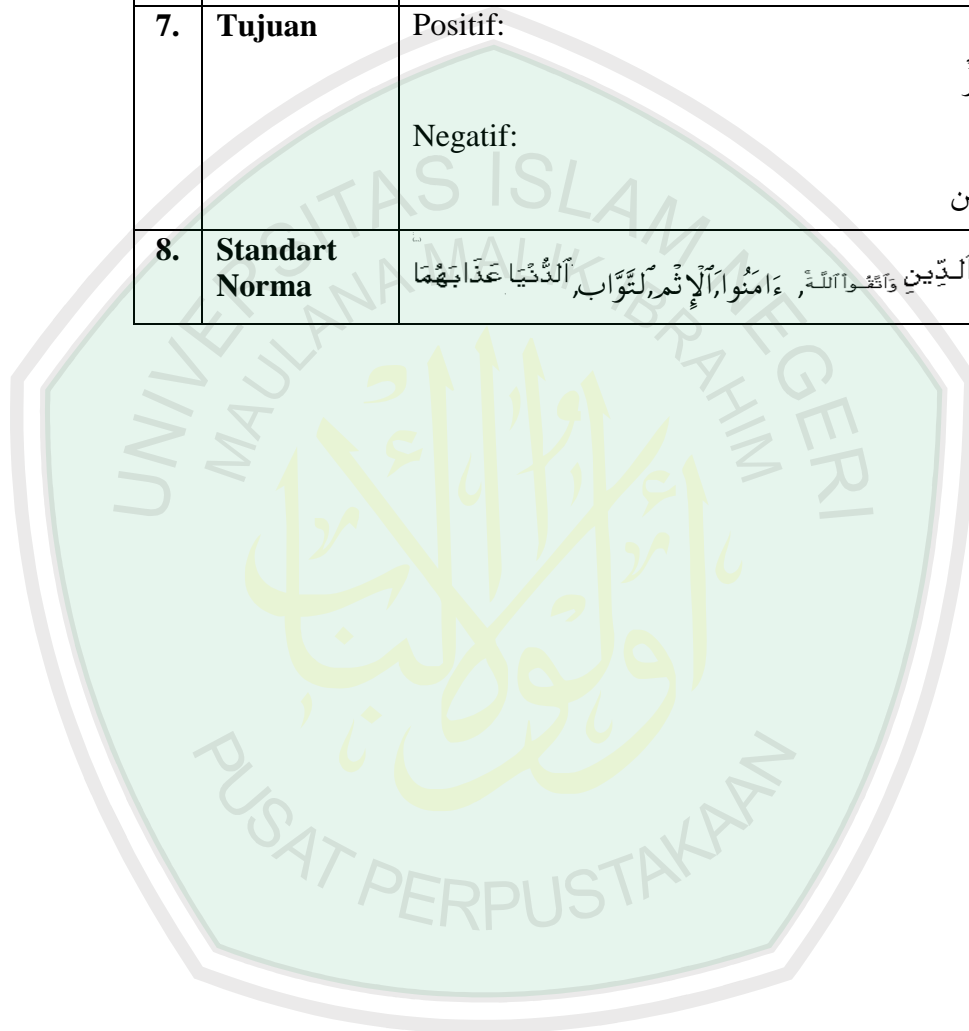 7. Tujuan Positif:
Negatif:
8. Standart ٱلدِّينِ وَٱتَّقُوا۟ ٱللَّهَ, ءَامَنُوا,ٱلْإِثْمِ,ٱلتَّوَّاب, ٱلدُّنْيَا عَذَابَهُمَا
Norma
UNIVERSITAS ISLAM NEGERI
MAULANA MALIK IBRAHIM
PUSAT PERPUSTAKAAN